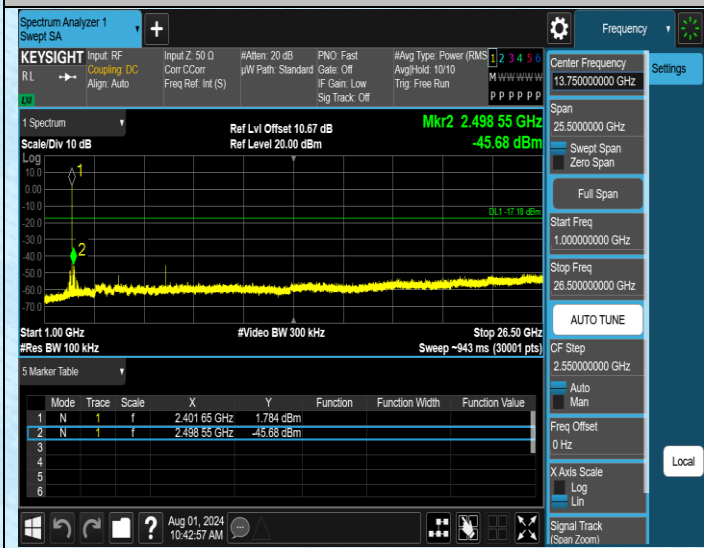 Spectrum Analyzer 1
Swept SA
Frequency
KEYSIGHT
RL
Input: RF
Coupling: DC
Align: Auto
Input Z: 50 Ω
Corr CCorr
Freq Ref: Int (S)
#Atten: 20 dB
µW Path: Standard
PNO: Fast
Gate: Off
IF Gain: Low
Sig Track: Off
#Avg Type: Power (RMS
Avg|Hold: 10/10
Trig: Free Run
1 2 3 4 5 6
M W W W W W
P P P P P P
1 Spectrum
Scale/Div 10 dB
Ref Lvl Offset 10.67 dB
Ref Level 20.00 dBm
Mkr2 2.498 55 GHz
-45.68 dBm
Log
10.0
0.00
-10.0
-20.0
-30.0
-40.0
-50.0
-60.0
-70.0
1
2
DL1 -17.18 dBm
Start 1.00 GHz
#Res BW 100 kHz
#Video BW 300 kHz
Stop 26.50 GHz
Sweep ~943 ms (30001 pts)
5 Marker Table
Mode Trace Scale X Y Function Function Width Function Value
1 N 1 f 2.401 65 GHz 1.784 dBm
2 N 1 f 2.498 55 GHz -45.68 dBm
3
4
5
6
Aug 01, 2024
10:42:57 AM
Center Frequency
13.750000000 GHz
Span
25.5000000 GHz
Swept Span
Zero Span
Full Span
Start Freq
1.000000000 GHz
Stop Freq
26.500000000 GHz
AUTO TUNE
CF Step
2.550000000 GHz
Auto
Man
Freq Offset
0 Hz
X Axis Scale
Log
Lin
Signal Track
(Span Zoom)
Settings
Local